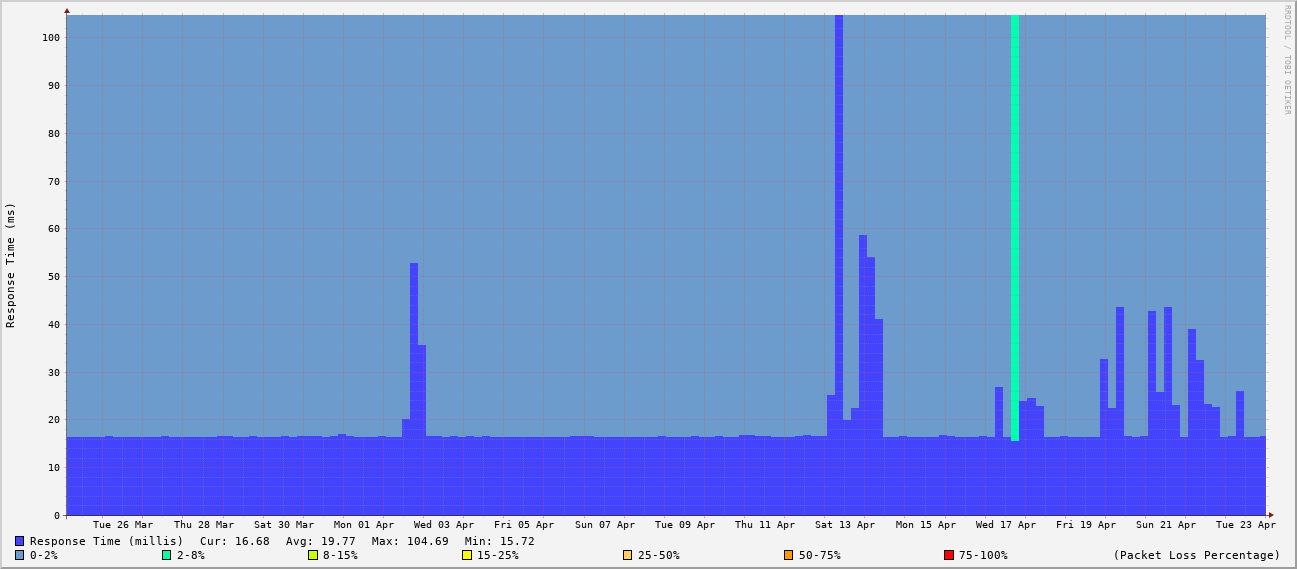 RRDTOOL / TOBI OETIKER
Response Time (ms)
100
90
80
70
60
50
40
30
20
10
0
Tue 26 Mar Thu 28 Mar Sat 30 Mar Mon 01 Apr Wed 03 Apr Fri 05 Apr Sun 07 Apr Tue 09 Apr Thu 11 Apr Sat 13 Apr Mon 15 Apr Wed 17 Apr Fri 19 Apr Sun 21 Apr Tue 23 Apr
Response Time (millis) Cur: 16.68 Avg: 19.77 Max: 104.69 Min: 15.72
0-2% 2-8% 8-15% 15-25% 25-50% 50-75% 75-100% (Packet Loss Percentage)